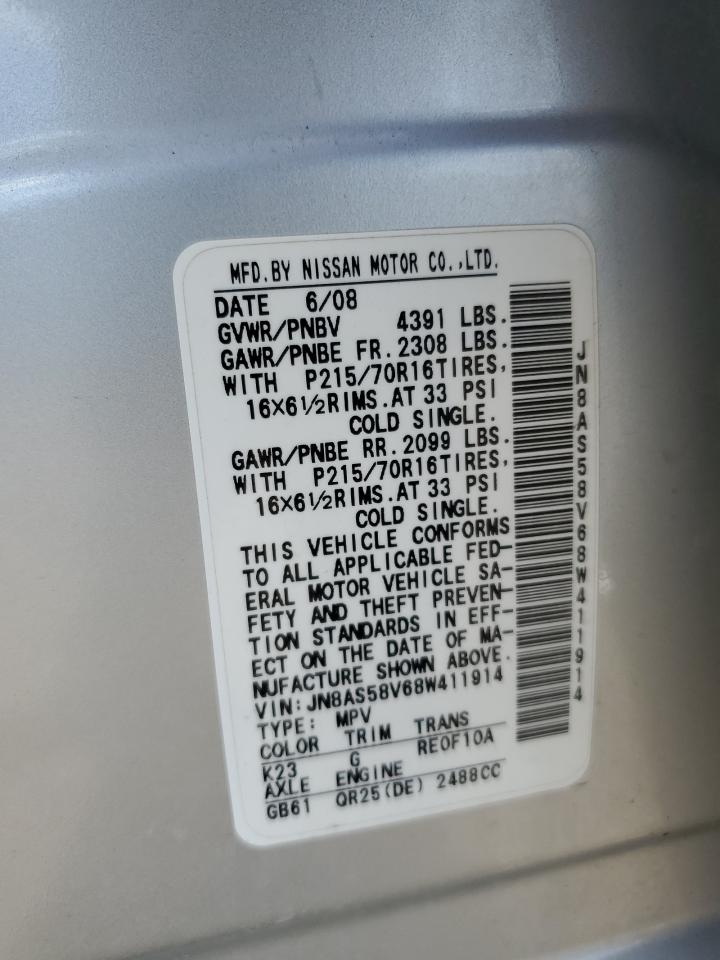 MFD.BY NISSAN MOTOR CO.,LTD.
DATE 6/08
GVWR/PNBV 4391 LBS.
GAWR/PNBE FR.2308 LBS.
WITH P215/70R16TIRES,
16×6½RIMS.AT 33 PSI
COLD SINGLE.
GAWR/PNBE RR.2099 LBS.
WITH P215/70R16TIRES,
16×6½RIMS.AT 33 PSI
COLD SINGLE.
THIS VEHICLE CONFORMS
TO ALL APPLICABLE FED-
ERAL MOTOR VEHICLE SA-
FETY AND THEFT PREVEN-
TION STANDARDS IN EFF-
ECT ON THE DATE OF MA-
NUFACTURE SHOWN ABOVE.
VIN:JN8AS58V68W411914
TYPE: MPV
COLOR TRIM TRANS
K23 G RE0F10A
AXLE ENGINE
GB61 QR25(DE) 2488CC
JN8AS58V68W411914